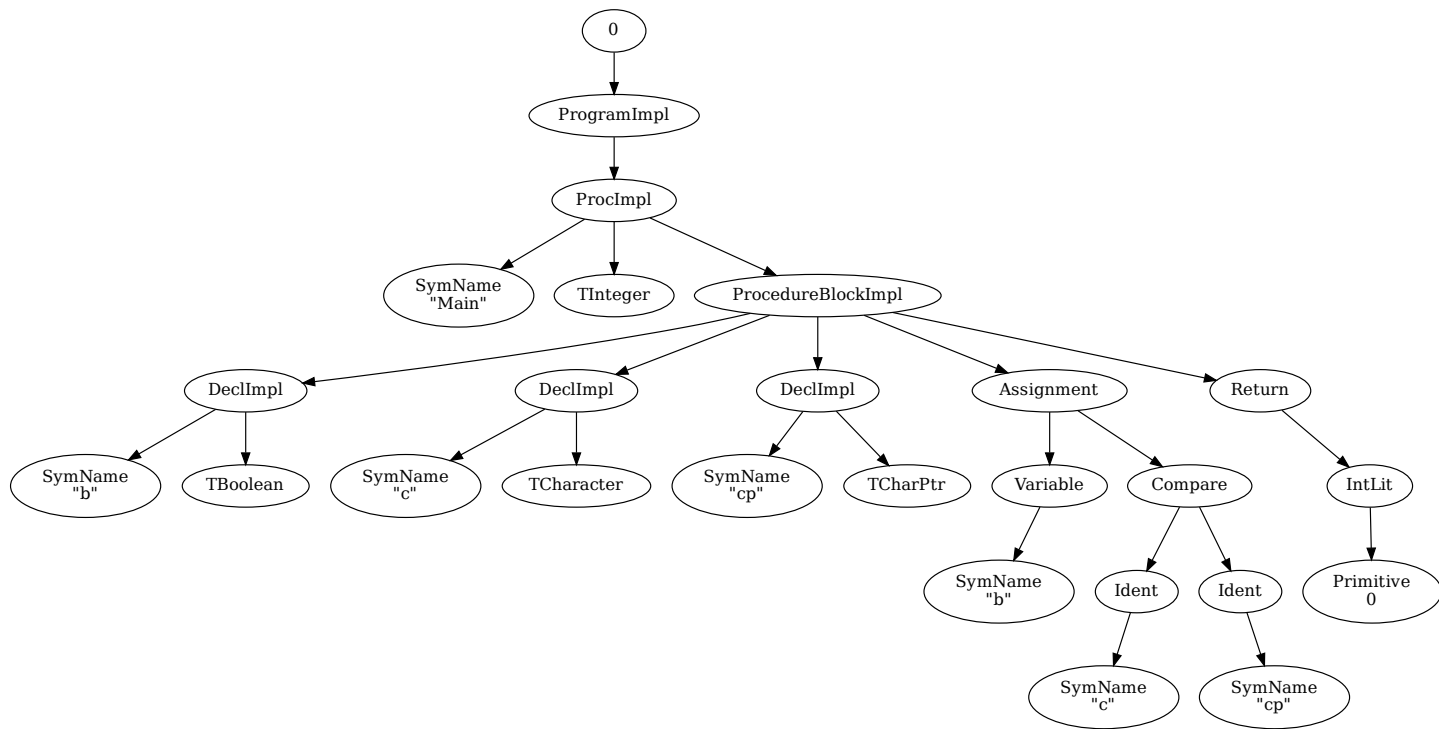 0
ProgramImpl
ProcImpl
SymName
"Main"
TInteger
ProcedureBlockImpl
DeclImpl
DeclImpl
DeclImpl
Assignment
Return
SymName
"b"
TBoolean
SymName
"c"
TCharacter
SymName
"cp"
TCharPtr
Variable
Compare
IntLit
SymName
"b"
Ident
Ident
Primitive
0
SymName
"c"
SymName
"cp"